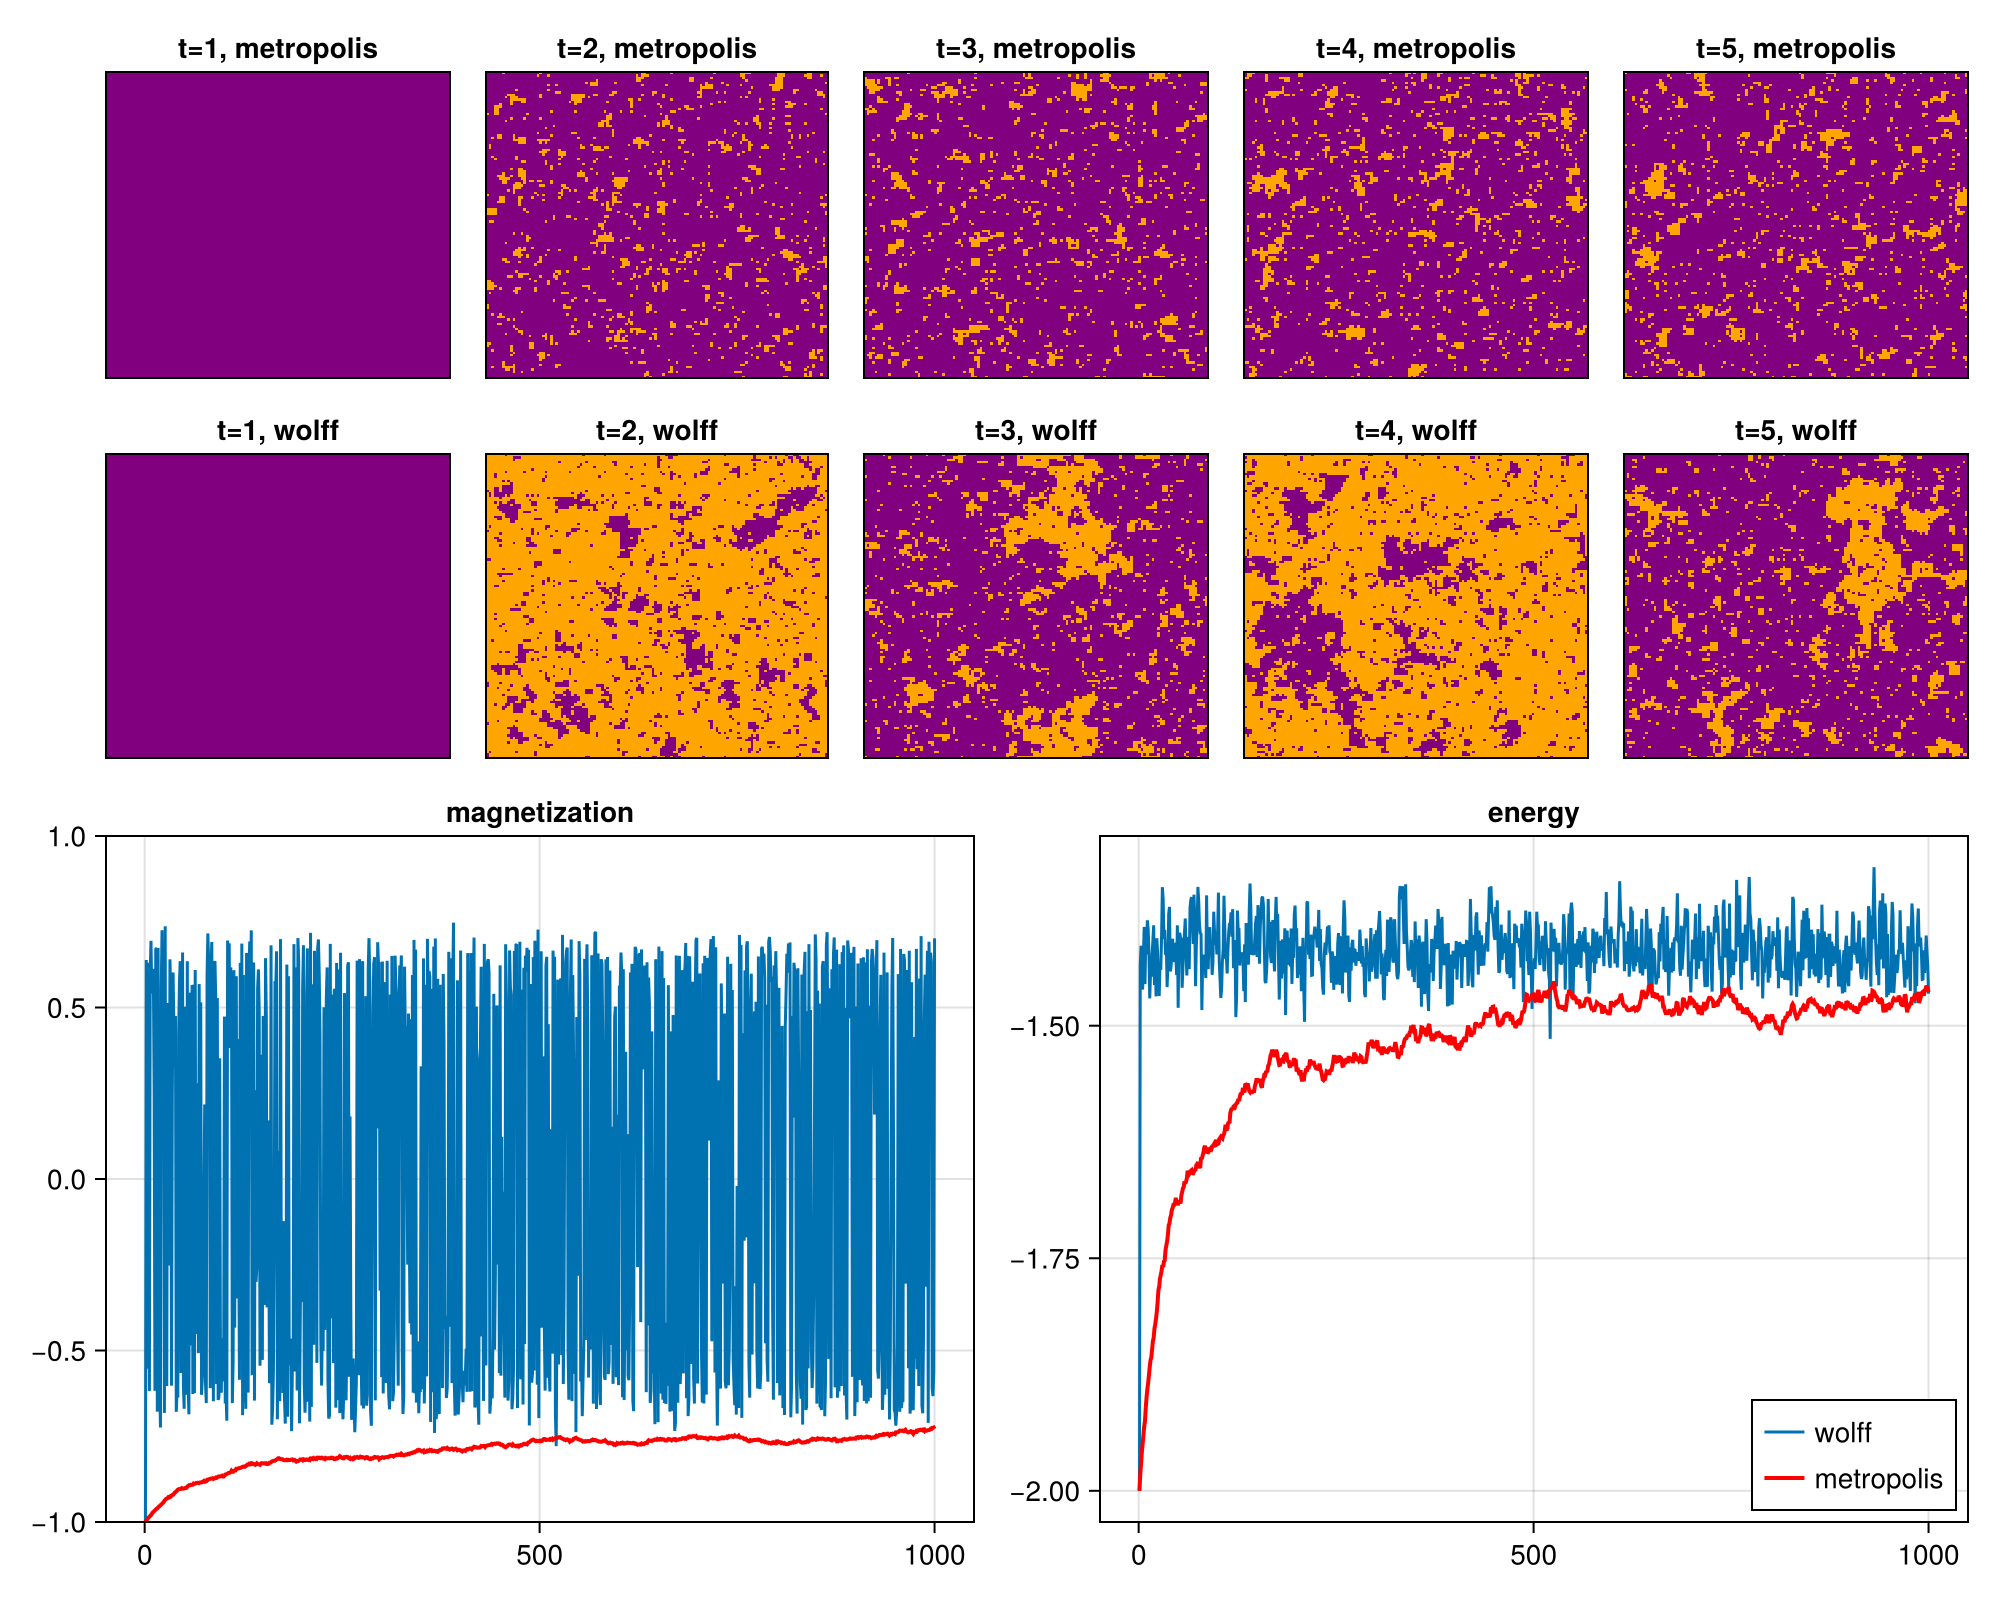 t=1, metropolis
t=2, metropolis
t=3, metropolis
t=4, metropolis
t=5, metropolis
t=1, wolff
t=2, wolff
t=3, wolff
t=4, wolff
t=5, wolff
magnetization
1.0
0.5
0.0
−0.5
−1.0
0
500
1000
energy
−1.50
−1.75
−2.00
0
500
1000
wolff
metropolis